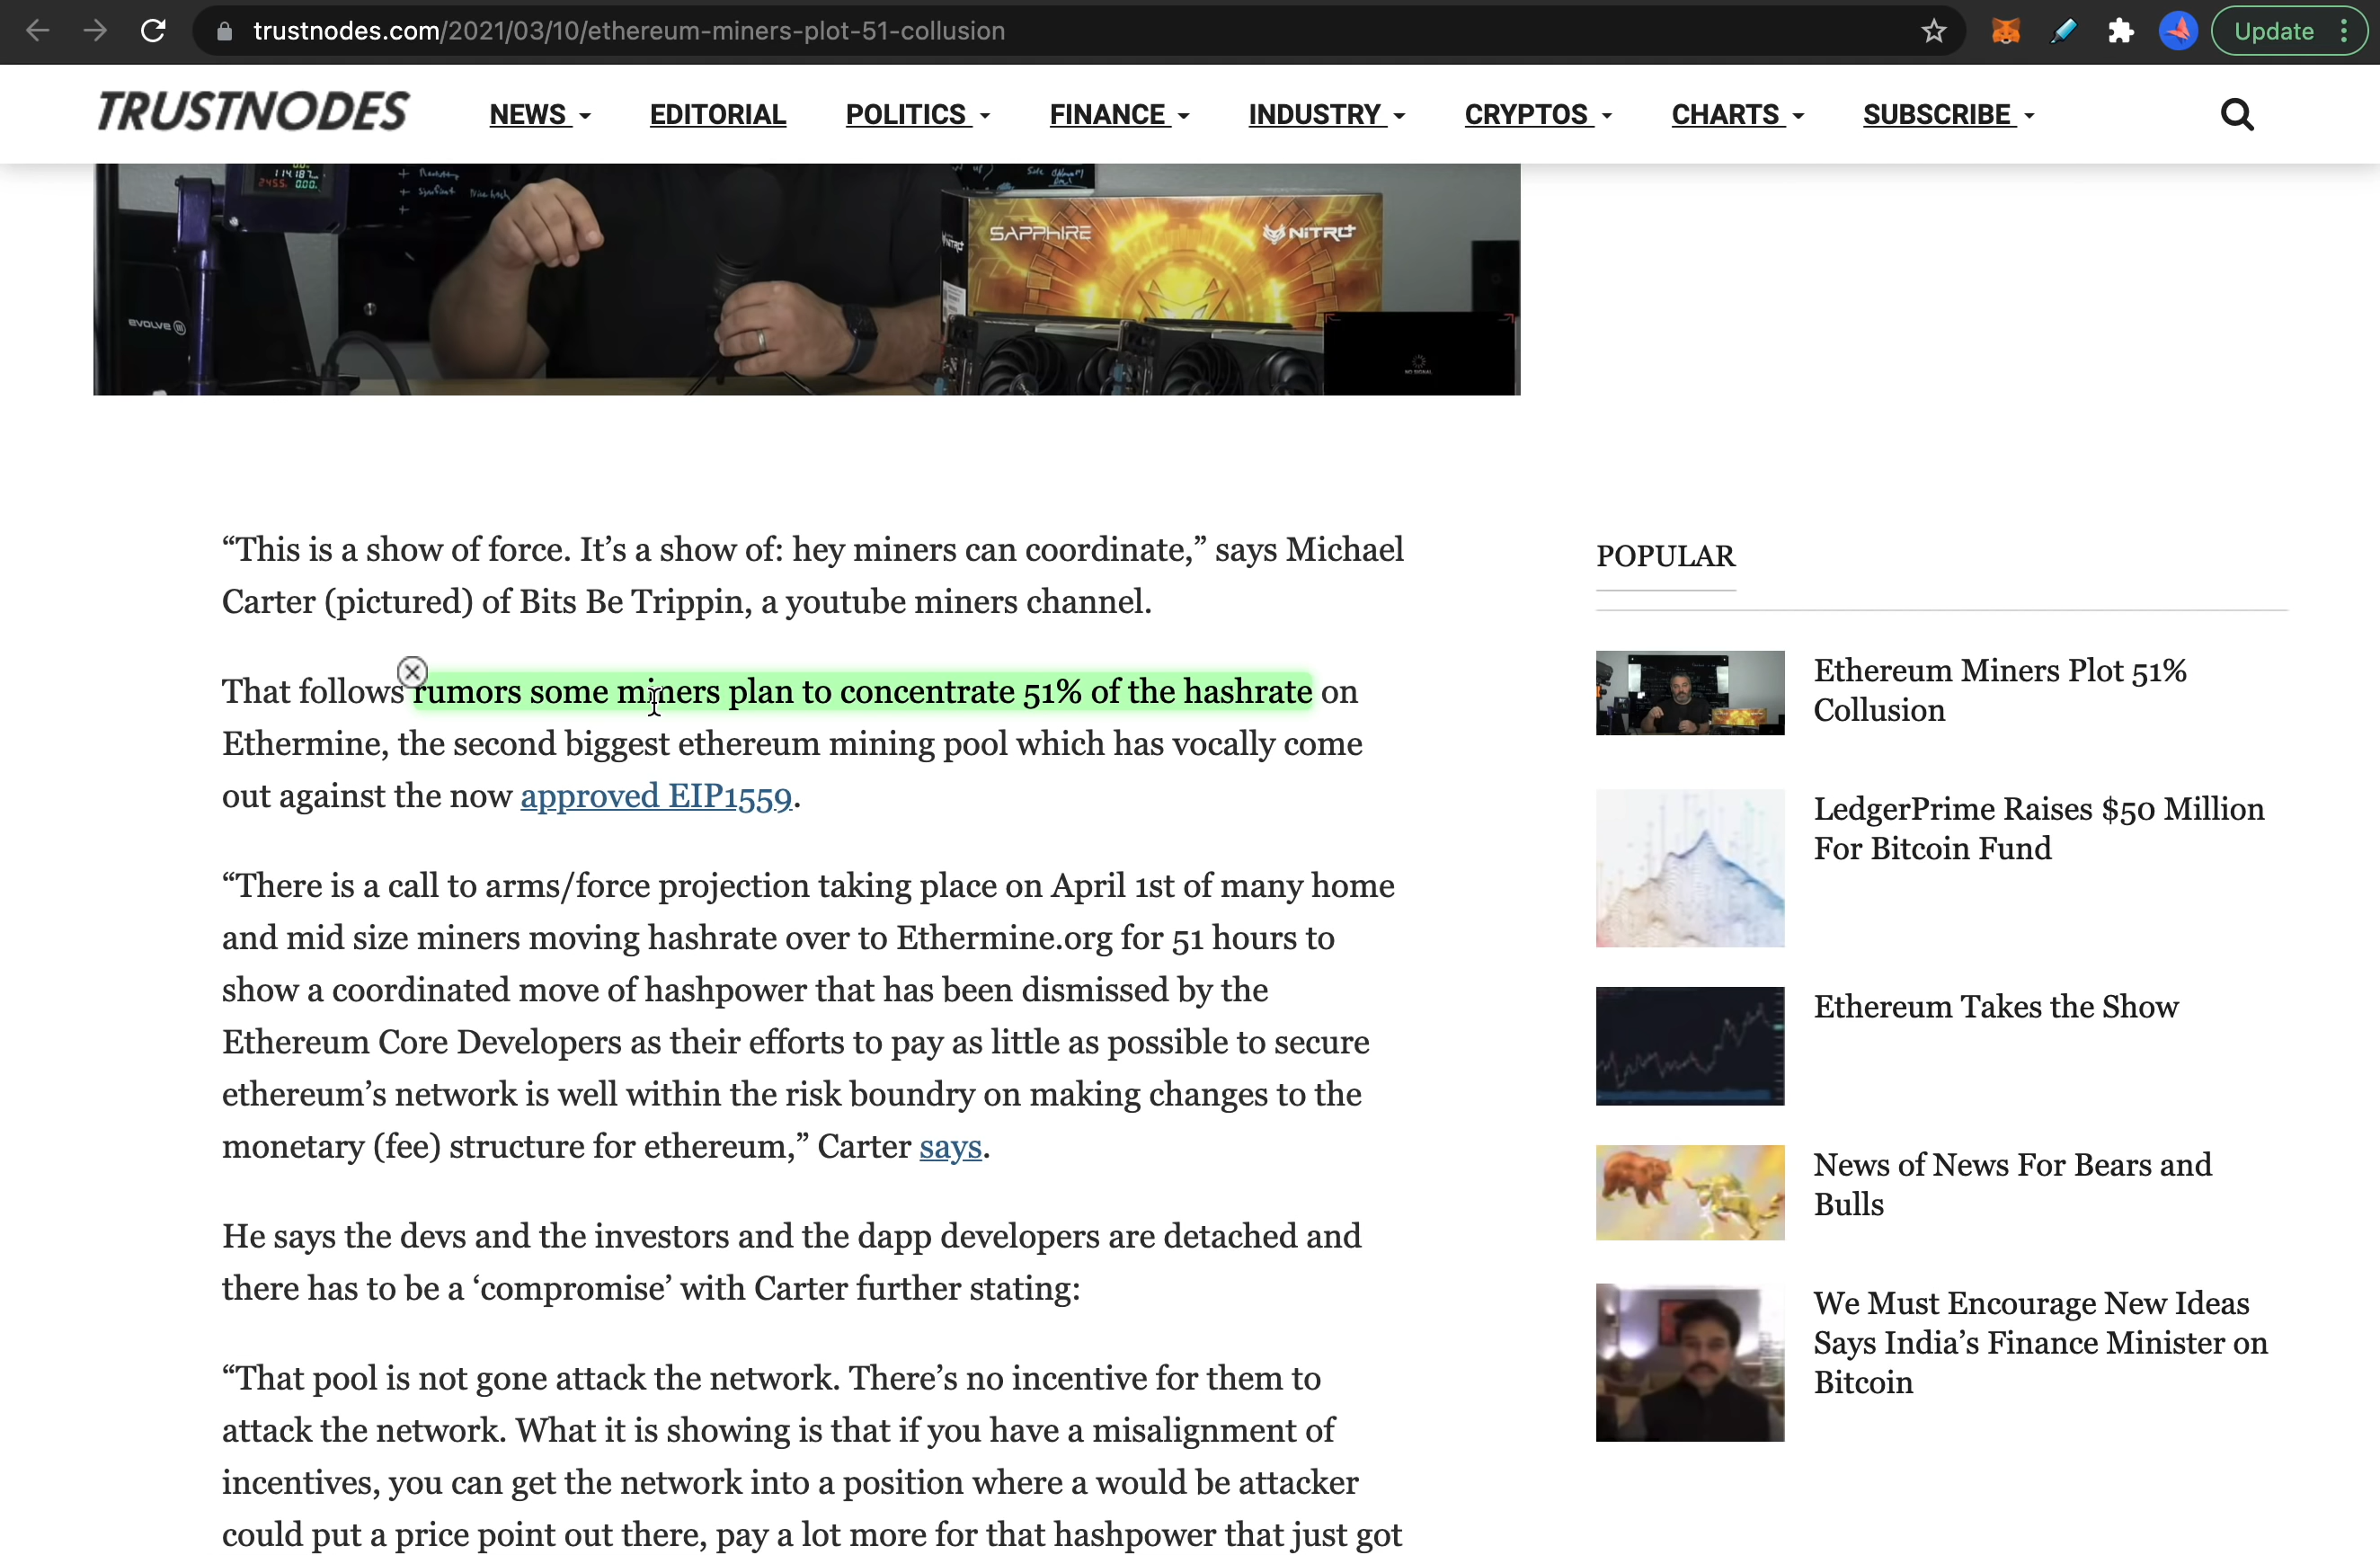 trustnodes.com/2021/03/10/ethereum-miners-plot-51-collusion
Update
TRUSTNODES
NEWS
EDITORIAL
POLITICS
FINANCE
INDUSTRY
CRYPTOS
CHARTS
SUBSCRIBE
SAPPHIRE
NITRO+
EVOLVE
NO SIGNAL
“This is a show of force. It’s a show of: hey miners can coordinate,” says Michael
Carter (pictured) of Bits Be Trippin, a youtube miners channel.
That follows rumors some miners plan to concentrate 51% of the hashrate on
Ethermine, the second biggest ethereum mining pool which has vocally come
out against the now approved EIP1559.
“There is a call to arms/force projection taking place on April 1st of many home
and mid size miners moving hashrate over to Ethermine.org for 51 hours to
show a coordinated move of hashpower that has been dismissed by the
Ethereum Core Developers as their efforts to pay as little as possible to secure
ethereum’s network is well within the risk boundry on making changes to the
monetary (fee) structure for ethereum,” Carter says.
He says the devs and the investors and the dapp developers are detached and
there has to be a ‘compromise’ with Carter further stating:
“That pool is not gone attack the network. There’s no incentive for them to
attack the network. What it is showing is that if you have a misalignment of
incentives, you can get the network into a position where a would be attacker
could put a price point out there, pay a lot more for that hashpower that just got
POPULAR
Ethereum Miners Plot 51%
Collusion
LedgerPrime Raises $50 Million
For Bitcoin Fund
Ethereum Takes the Show
News of News For Bears and
Bulls
We Must Encourage New Ideas
Says India’s Finance Minister on
Bitcoin